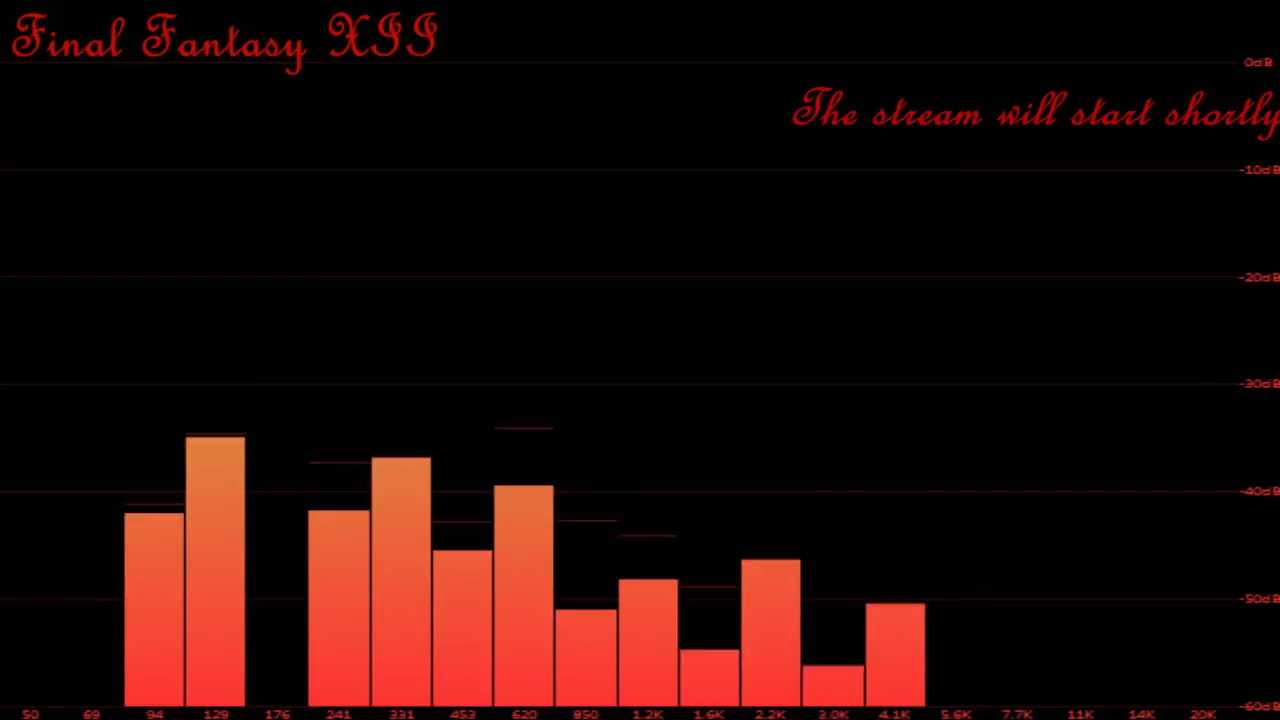 Final Fantasy XII
0dB
The stream will start shortly
-10dB
-20dB
-30dB
-40dB
-50dB
-60dB
50 69 94 129 176 241 331 453 620 850 1.2K 1.6K 2.2K 3.0K 4.1K 5.6K 7.7K 11K 14K 20K